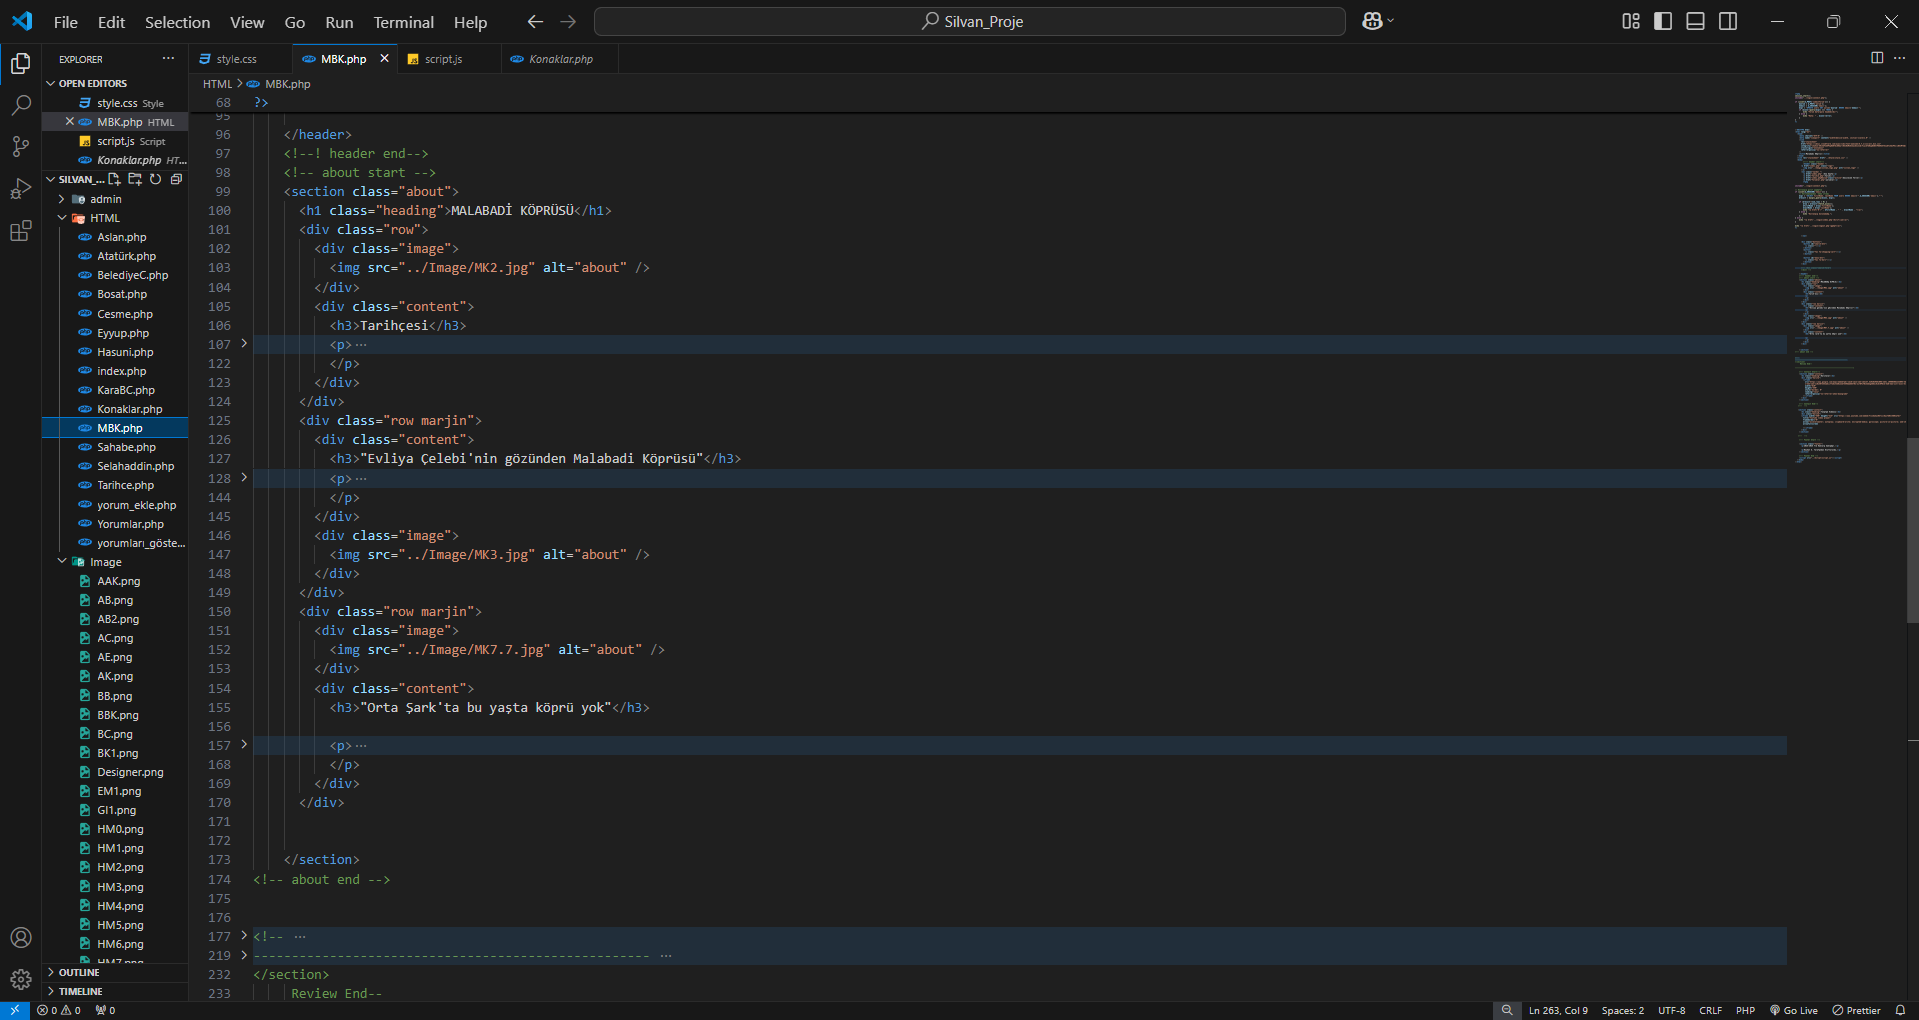 File Edit Selection View Go Run Terminal Help
Silvan_Proje
EXPLORER
OPEN EDITORS
style.css Style
MBK.php HTML
script.js Script
Konaklar.php HT...
SILVAN_...
admin
HTML
Aslan.php
Atatürk.php
BelediyeC.php
Bosat.php
Cesme.php
Eyyup.php
Hasuni.php
index.php
KaraBC.php
Konaklar.php
MBK.php
Sahabe.php
Selahaddin.php
Tarihce.php
yorum_ekle.php
Yorumlar.php
yorumları_göste...
Image
AAK.png
AB.png
AB2.png
AC.png
AE.png
AK.png
BB.png
BBK.png
BC.png
BK1.png
Designer.png
EM1.png
GI1.png
HM0.png
HM1.png
HM2.png
HM3.png
HM4.png
HM5.png
HM6.png
HM7.png
OUTLINE
TIMELINE
style.css MBK.php script.js Konaklar.php
HTML > MBK.php
68 ?>
95
96 </header>
97 <!--! header end-->
98 <!-- about start -->
99 <section class="about">
100 <h1 class="heading">MALABADİ KÖPRÜSÜ</h1>
101 <div class="row">
102 <div class="image">
103 <img src="../Image/MK2.jpg" alt="about" />
104 </div>
105 <div class="content">
106 <h3>Tarihçesi</h3>
107 <p>...
122 </p>
123 </div>
124 </div>
125 <div class="row marjin">
126 <div class="content">
127 <h3>"Evliya Çelebi'nin gözünden Malabadi Köprüsü"</h3>
128 <p>...
144 </p>
145 </div>
146 <div class="image">
147 <img src="../Image/MK3.jpg" alt="about" />
148 </div>
149 </div>
150 <div class="row marjin">
151 <div class="image">
152 <img src="../Image/MK7.7.jpg" alt="about" />
153 </div>
154 <div class="content">
155 <h3>"Orta Şark'ta bu yaşta köprü yok"</h3>
156
157 <p>...
168 </p>
169 </div>
170 </div>
171
172
173 </section>
174 <!-- about end -->
175
176
177 <!-- ...
219 ---------------------------------------------------- ...
232 </section>
233 Review End--
0 0 0
Ln 263, Col 9 Spaces: 2 UTF-8 CRLF PHP Go Live Prettier